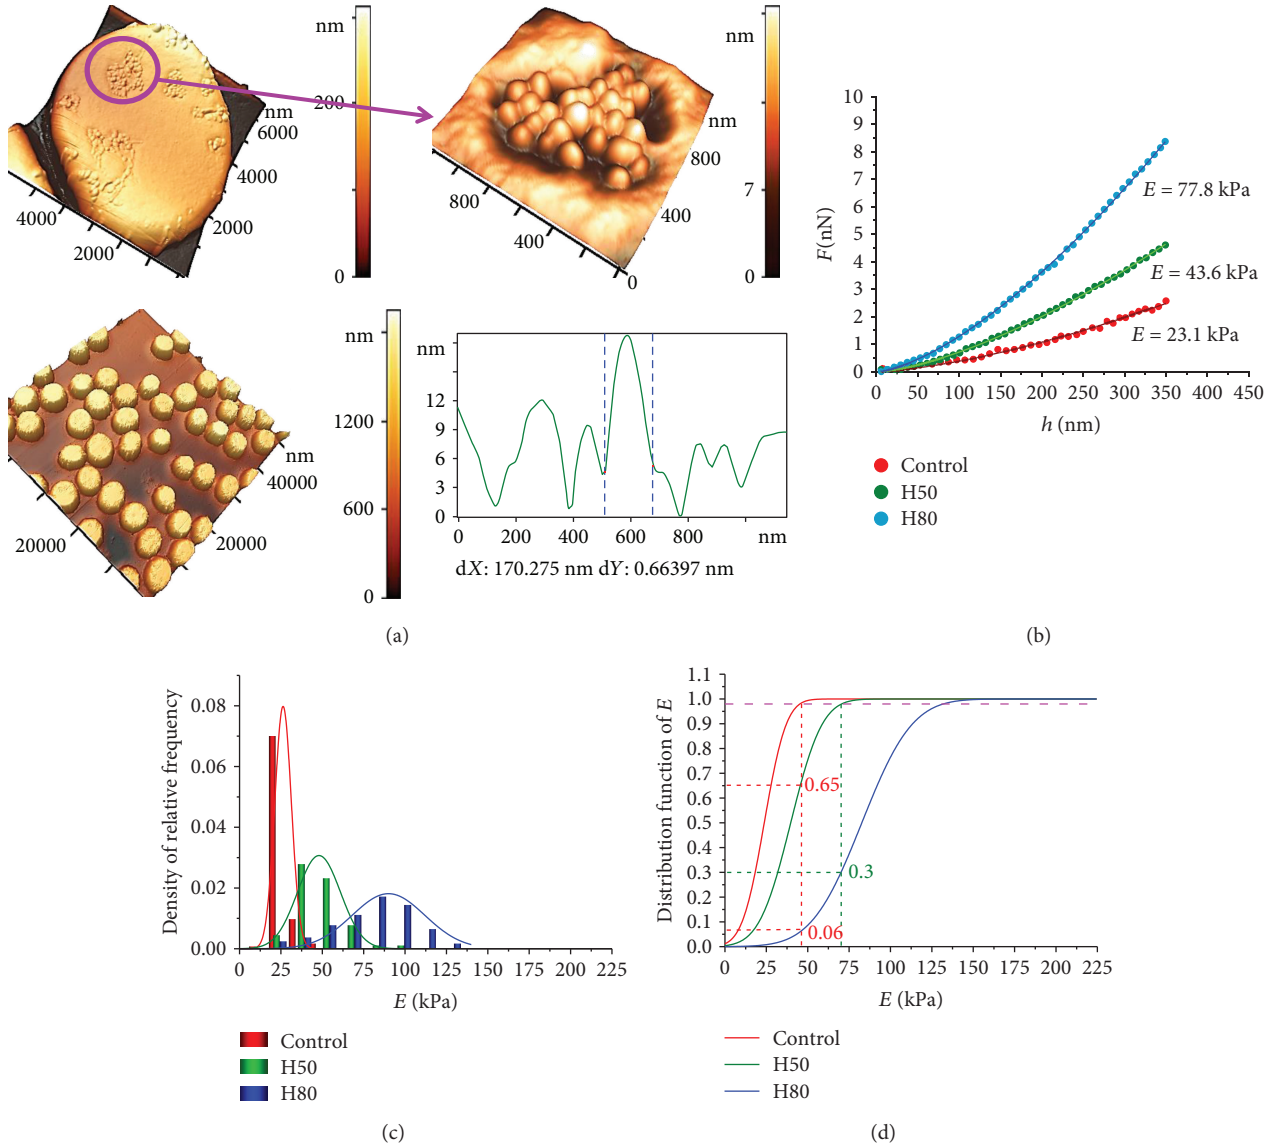 nm
200
0
nm
6000
4000
2000
4000
2000
nm
7
0
nm
800
400
0
800
400
nm
1200
600
0
nm
40000
20000
20000
nm
12
9
6
3
0
0
200
400
600
800
nm
dX: 170.275 nm dY: 0.66397 nm
(a)
10
9
8
7
6
5
4
3
2
1
0
F(nN)
0
50
100
150
200
250
300
350
400
450
h (nm)
E = 77.8 kPa
E = 43.6 kPa
E = 23.1 kPa
Control
H50
H80
(b)
Density of relative frequency
0.08
0.06
0.04
0.02
0.00
0
25
50
75
100
125
150
175
200
225
E (kPa)
Control
H50
H80
(c)
Distribution function of E
1.1
1.0
0.9
0.8
0.7
0.6
0.5
0.4
0.3
0.2
0.1
0.0
0.65
0.3
0.06
0
25
50
75
100
125
150
175
200
225
E (kPa)
Control
H50
H80
(d)